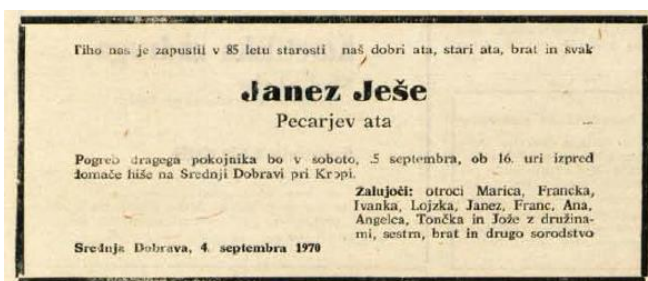 Tiho nas je zapustil v 85 letu starosti naš dobri ata, stari ata, brat in svak
Janez Ješe
Pecarjev ata
Pogreb dragega pokojnika bo v soboto, 5 septembra, ob 16. uri izpred
domače hiše na Srednji Dobravi pri Kropi.
Žalujoči: otroci Marica, Francka,
Ivanka, Lojzka, Janez, Franc, Ana,
Angelca, Tončka in Jože z družina-
mi, sestra, brat in drugo sorodstvo
Srednja Dobrava, 4. septembra 1970